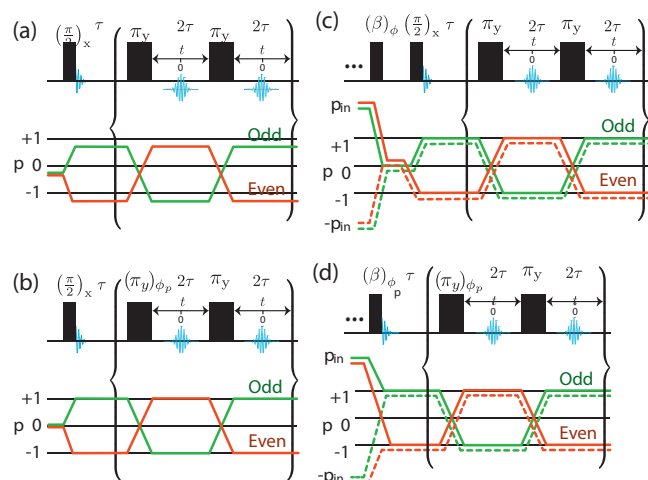 (a) (π/2)x τ πy 2τ πy 2τ
t t
0 0
+1 Odd
p 0
-1 Even
(c) (β)ϕ (π/2)x τ πy 2τ πy 2τ
... t t
0 0
pin
+1 Odd
p 0
-1 Even
-pin
(b) (π/2)x τ (πy)ϕp 2τ πy 2τ
t t
0 0
+1 Odd
p 0
-1 Even
(d) (β)ϕp τ (πy)ϕp 2τ πy 2τ
... t t
0 0
pin
+1 Odd
p 0
-1 Even
-pin